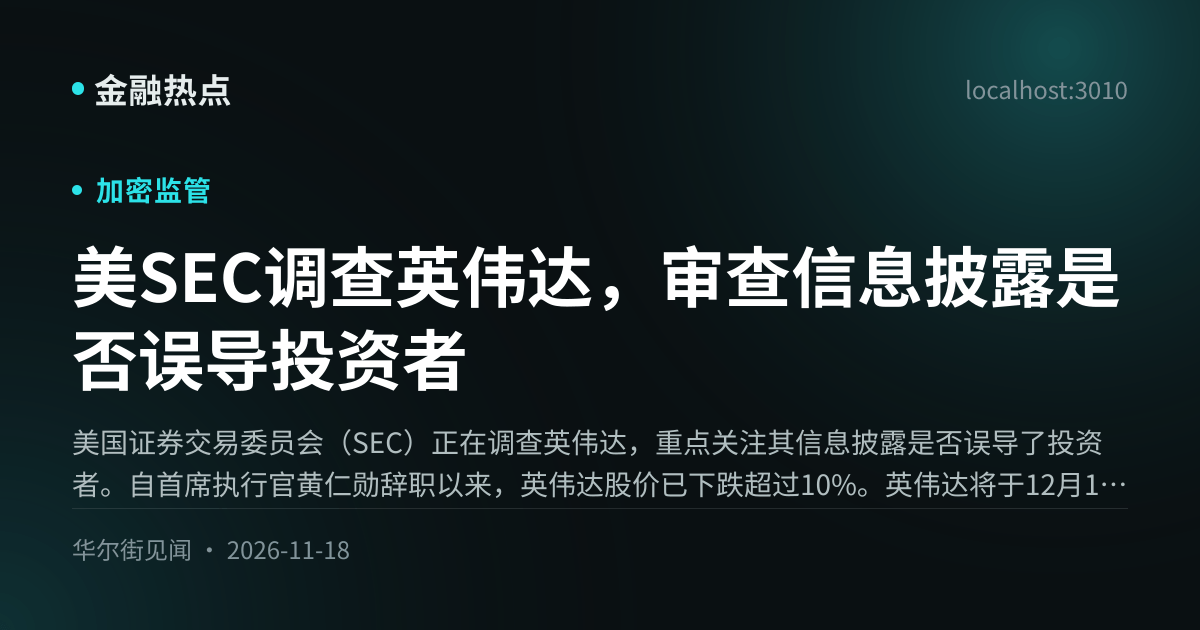 金融热点
localhost:3010
加密监管
美SEC调查英伟达，审查信息披露是
否误导投资者
美国证券交易委员会（SEC）正在调查英伟达，重点关注其信息披露是否误导了投资
者。自首席执行官黄仁勋辞职以来，英伟达股价已下跌超过10%。英伟达将于12月1…
华尔街见闻 • 2026-11-18